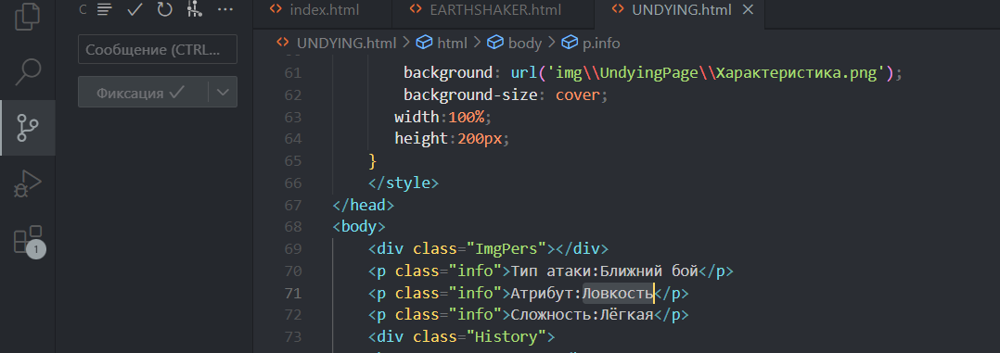 index.html EARTHSHAKER.html UNDYING.html
С
UNDYING.html > html > body > p.info
Сообщение (CTRL...
Фиксация
61 background: url('img\\UndyingPage\\Характеристика.png');
62 background-size: cover;
63 width:100%;
64 height:200px;
65 }
66 </style>
67 </head>
68 <body>
69 <div class="ImgPers"></div>
70 <p class="info">Тип атаки:Ближний бой</p>
71 <p class="info">Атрибут:Ловкость</p>
72 <p class="info">Сложность:Лёгкая</p>
73 <div class="History">
1